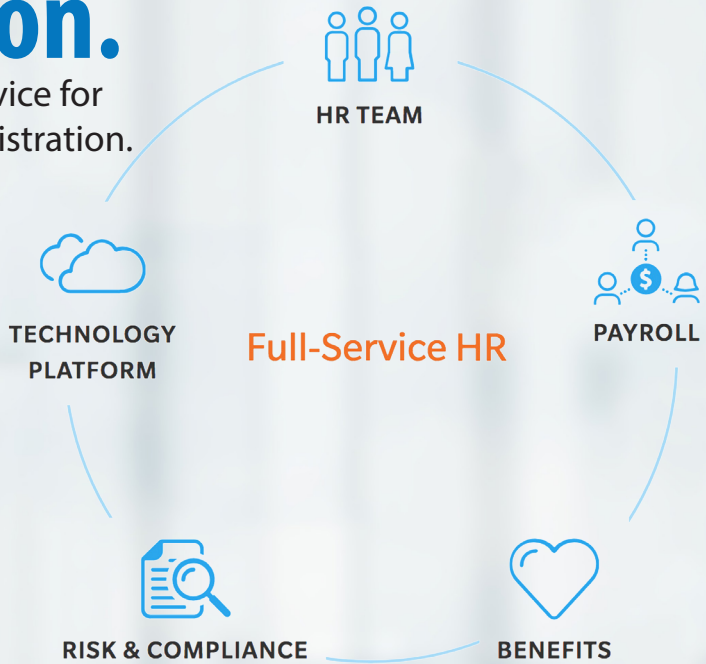 on.
vice for
istration.
HR TEAM
$
PAYROLL
TECHNOLOGY
PLATFORM
Full-Service HR
RISK & COMPLIANCE
BENEFITS